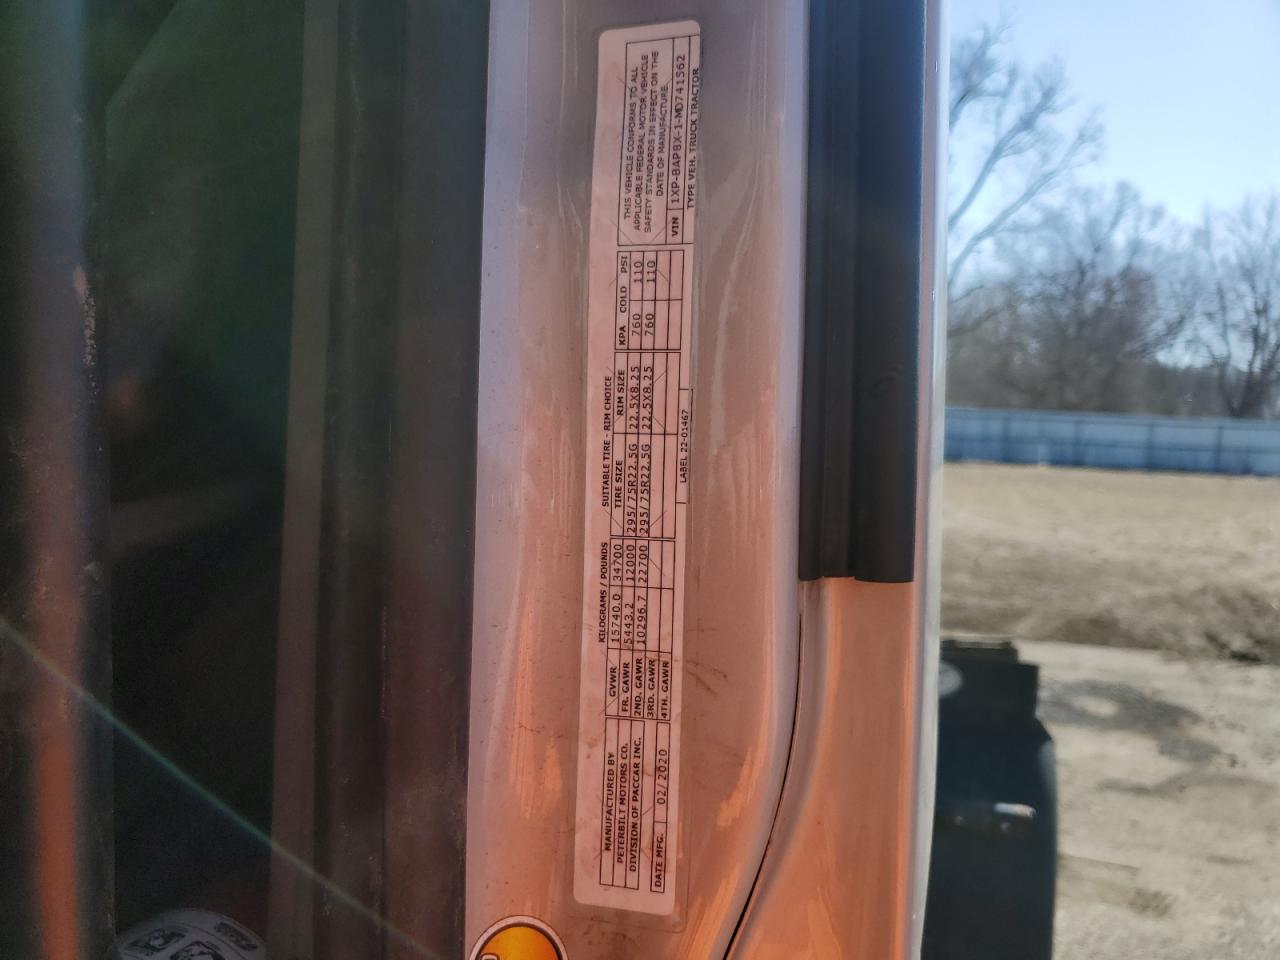 MANUFACTURED BY
PETERBILT MOTORS CO.
DIVISION OF PACCAR INC.
DATE MFG. 02/2020
KILOGRAMS / POUNDS
GVWR 15740.0 34700
FR. GAWR 5443.2 12000
2ND. GAWR 10296.7 22700
3RD. GAWR
4TH. GAWR
SUITABLE TIRE - RIM CHOICE
TIRE SIZE RIM SIZE KPA COLD PSI
295/75R22.5G 22.5X8.25 760 110
295/75R22.5G 22.5X8.25 760 110
LABEL 22-01467
THIS VEHICLE CONFORMS TO ALL
APPLICABLE FEDERAL MOTOR VEHICLE
SAFETY STANDARDS IN EFFECT ON THE
DATE OF MANUFACTURE.
VIN 1XP-BAP8X-1-MD741562
TYPE VEH. TRUCK TRACTOR